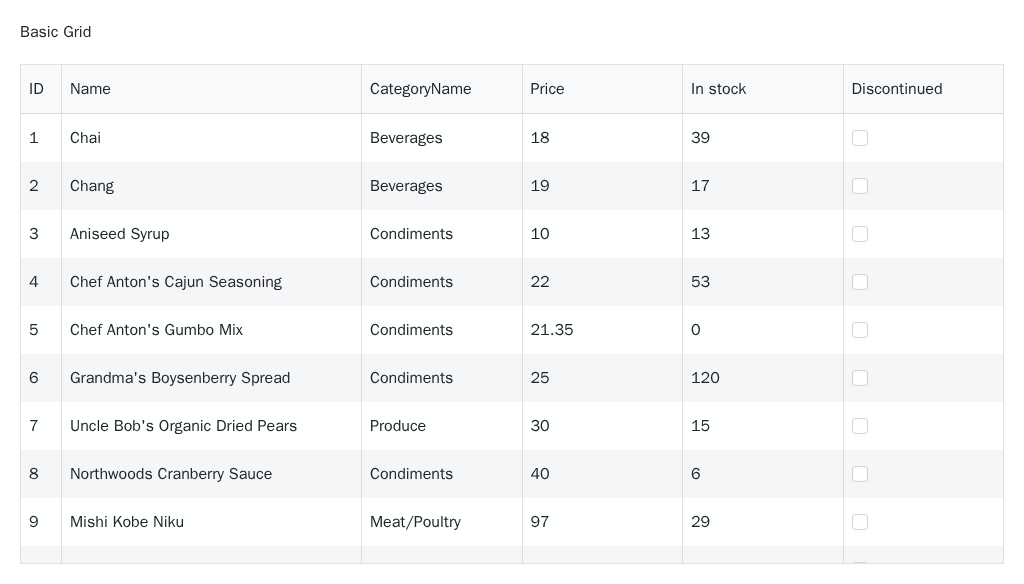 Basic Grid
ID Name CategoryName Price In stock Discontinued
1 Chai Beverages 18 39
2 Chang Beverages 19 17
3 Aniseed Syrup Condiments 10 13
4 Chef Anton's Cajun Seasoning Condiments 22 53
5 Chef Anton's Gumbo Mix Condiments 21.35 0
6 Grandma's Boysenberry Spread Condiments 25 120
7 Uncle Bob's Organic Dried Pears Produce 30 15
8 Northwoods Cranberry Sauce Condiments 40 6
9 Mishi Kobe Niku Meat/Poultry 97 29